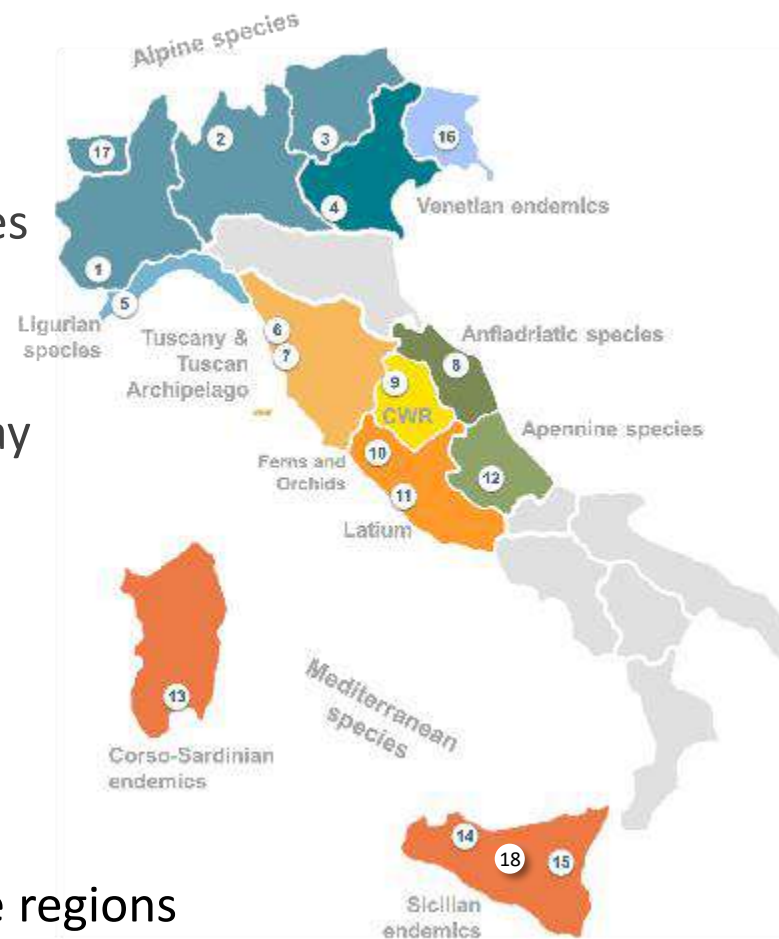 Alpine species
17
2
3
16
4
Venetian endemics
es
1
5
Ligurian
species
6
7
Tuscany &
Tuscan
Archipelago
Anfiadriatic species
8
9
CWR
ay
Apennine species
10
Ferns and
Orchids
11
12
Latium
13
Mediterranean
species
Corso-Sardinian
endemics
14
18
15
e regions
Sicilian
endemics